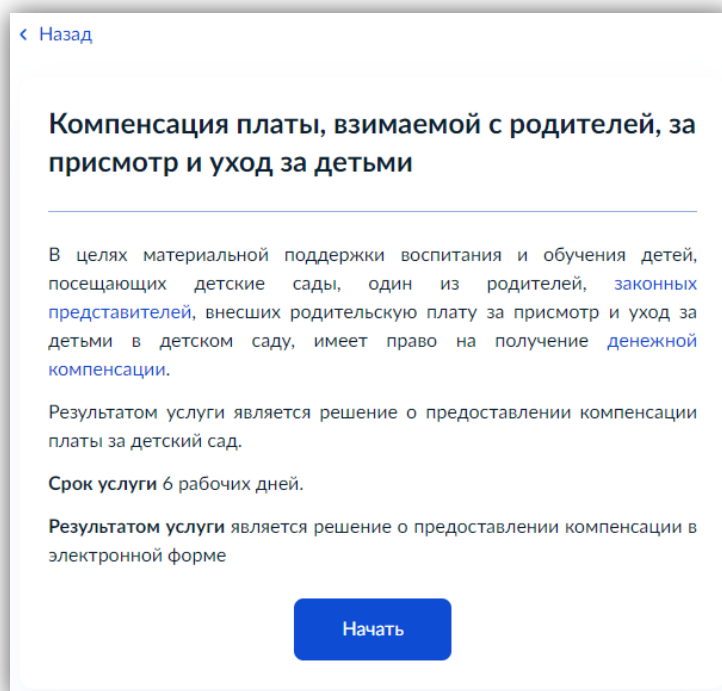 Назад
Компенсация платы, взимаемой с родителей, за
присмотр и уход за детьми
В целях материальной поддержки воспитания и обучения детей,
посещающих детские сады, один из родителей, законных
представителей, внесших родительскую плату за присмотр и уход за
детьми в детском саду, имеет право на получение денежной
компенсации.
Результатом услуги является решение о предоставлении компенсации
платы за детский сад.
Срок услуги 6 рабочих дней.
Результатом услуги является решение о предоставлении компенсации в
электронной форме
Начать